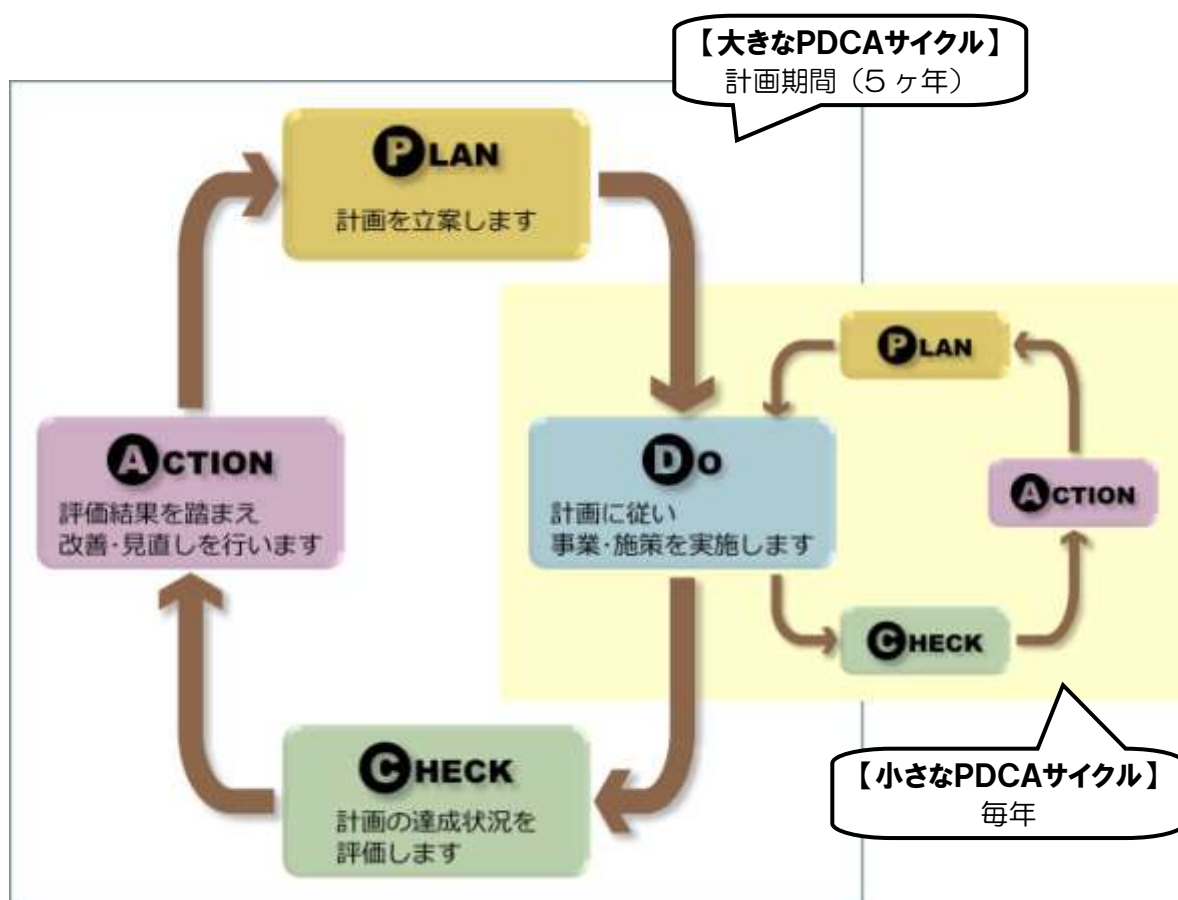 【大きなPDCAサイクル】
計画期間（5 ヶ年）
PLAN
計画を立案します
PLAN
ACTION
評価結果を踏まえ
改善・見直しを行います
DO
計画に従い
事業・施策を実施します
ACTION
CHECK
CHECK
計画の達成状況を
評価します
【小さなPDCAサイクル】
毎年